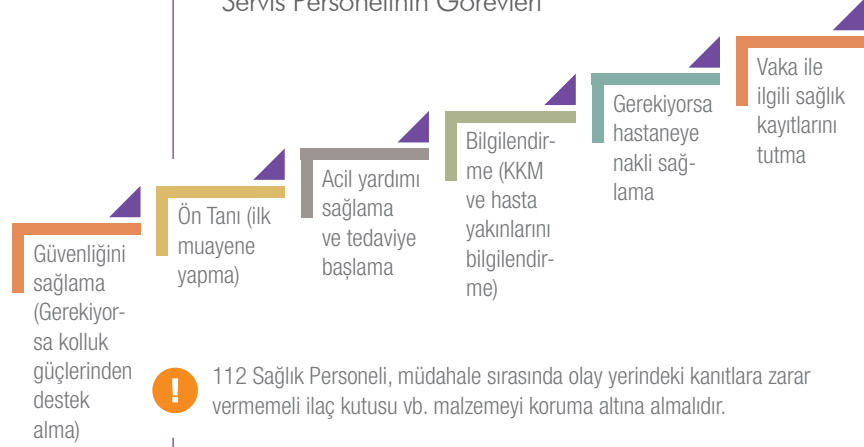 Servis Personelinin Görevleri
Güvenliğini
sağlama
(Gerekiyor-
sa kolluk
güçlerinden
destek
alma)
Ön Tanı (ilk
muayene
yapma)
Acil yardımı
sağlama
ve tedaviye
başlama
Bilgilendir-
me (KKM
ve hasta
yakınlarını
bilgilendir-
me)
Gerekiyorsa
hastaneye
nakli sağ-
lama
Vaka ile
ilgili sağlık
kayıtlarını
tutma
! 112 Sağlık Personeli, müdahale sırasında olay yerindeki kanıtlara zarar
vermemeli ilaç kutusu vb. malzemeyi koruma altına almalıdır.